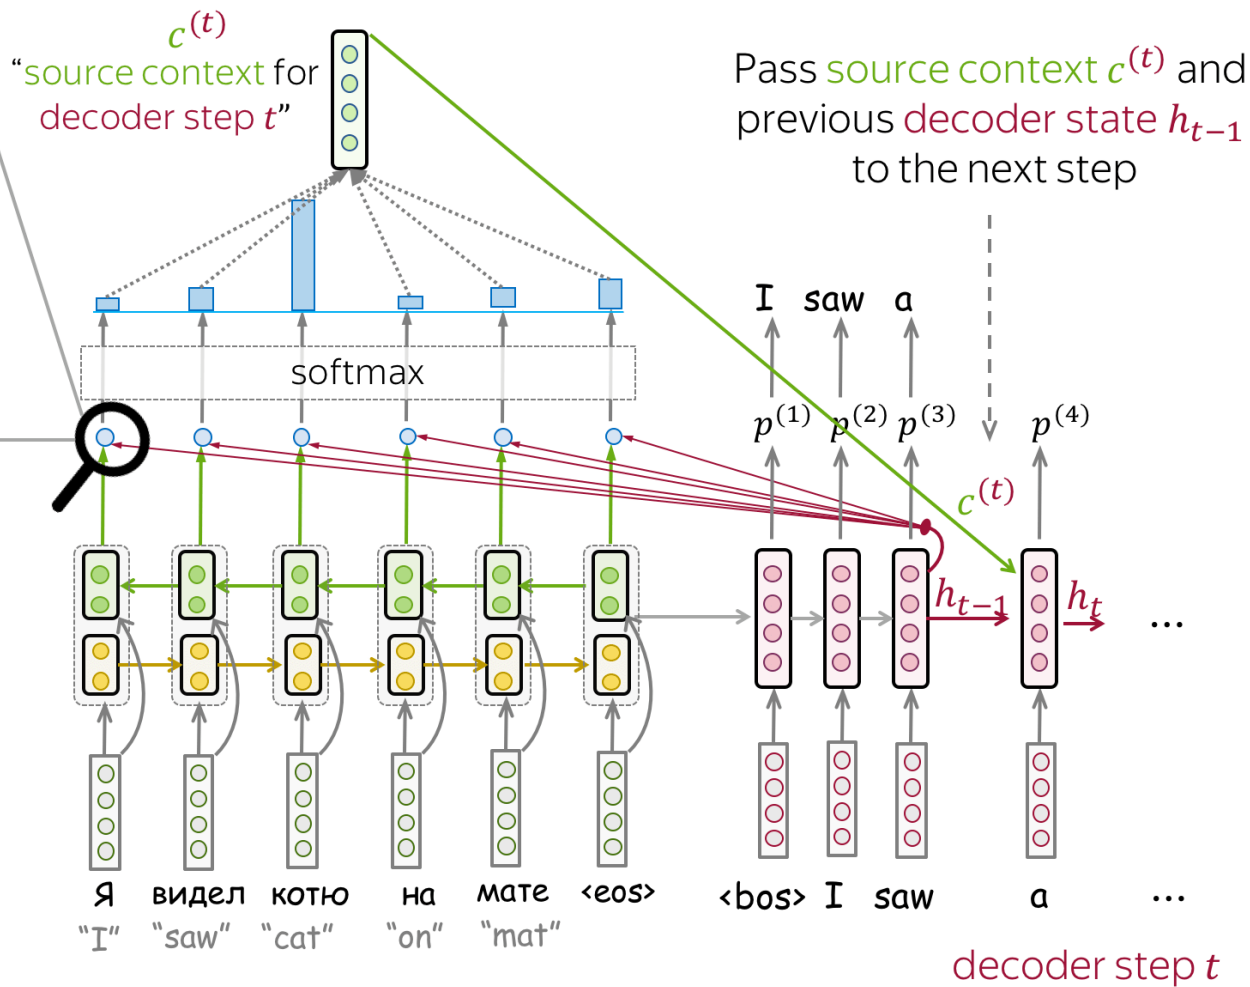 c^(t)
“source context for
decoder step t”
Pass source context c^(t) and
previous decoder state h_{t−1}
to the next step
I saw a
softmax
p^(1) p^(2) p^(3) p^(4)
c^(t)
h_{t−1} h_t ...
Я видел котю на мате <eos> <bos> I saw a ...
“I” “saw” “cat” “on” “mat”
decoder step t